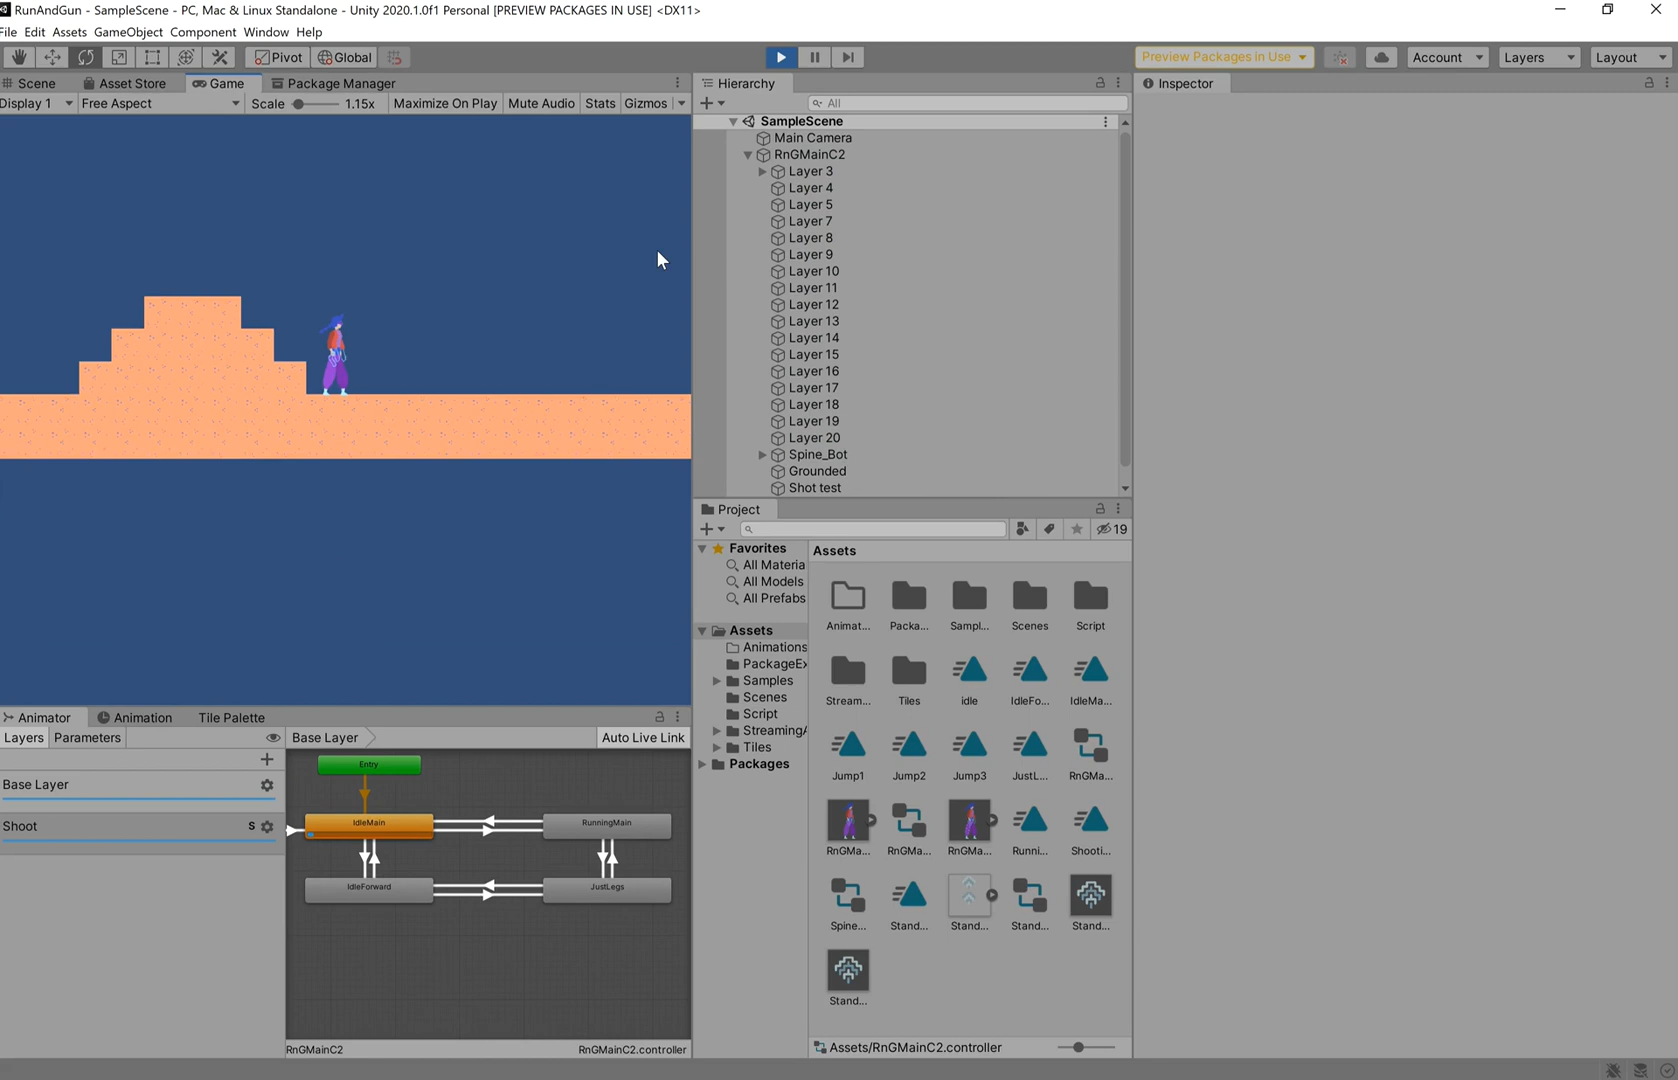 RunAndGun - SampleScene - PC, Mac & Linux Standalone - Unity 2020.1.0f1 Personal [PREVIEW PACKAGES IN USE] <DX11>
File Edit Assets GameObject Component Window Help
Pivot Global Preview Packages in Use Account Layers Layout
Scene Asset Store Game Package Manager
Display 1 Free Aspect Scale 1.15x Maximize On Play Mute Audio Stats Gizmos
Hierarchy
All
SampleScene
Main Camera
RnGMainC2
Layer 3
Layer 4
Layer 5
Layer 7
Layer 8
Layer 9
Layer 10
Layer 11
Layer 12
Layer 13
Layer 14
Layer 15
Layer 16
Layer 17
Layer 18
Layer 19
Layer 20
Spine_Bot
Grounded
Shot test
Inspector
Project
19
Favorites
All Materia
All Models
All Prefabs
Assets
Animations
PackageEx
Samples
Scenes
Script
StreamingA
Tiles
Packages
Assets
Animat... Packa... Sampl... Scenes Script
Stream... Tiles idle IdleFo... IdleMa...
Jump1 Jump2 Jump3 JustL... RnGMa...
RnGMa... RnGMa... RnGMa... Runni... Shooti...
Spine... Stand... Stand... Stand... Stand...
Stand...
Assets/RnGMainC2.controller
Animator Animation Tile Palette
Layers Parameters Base Layer Auto Live Link
Base Layer
Shoot S
Entry
IdleMain RunningMain
IdleForward JustLegs
RnGMainC2 RnGMainC2.controller